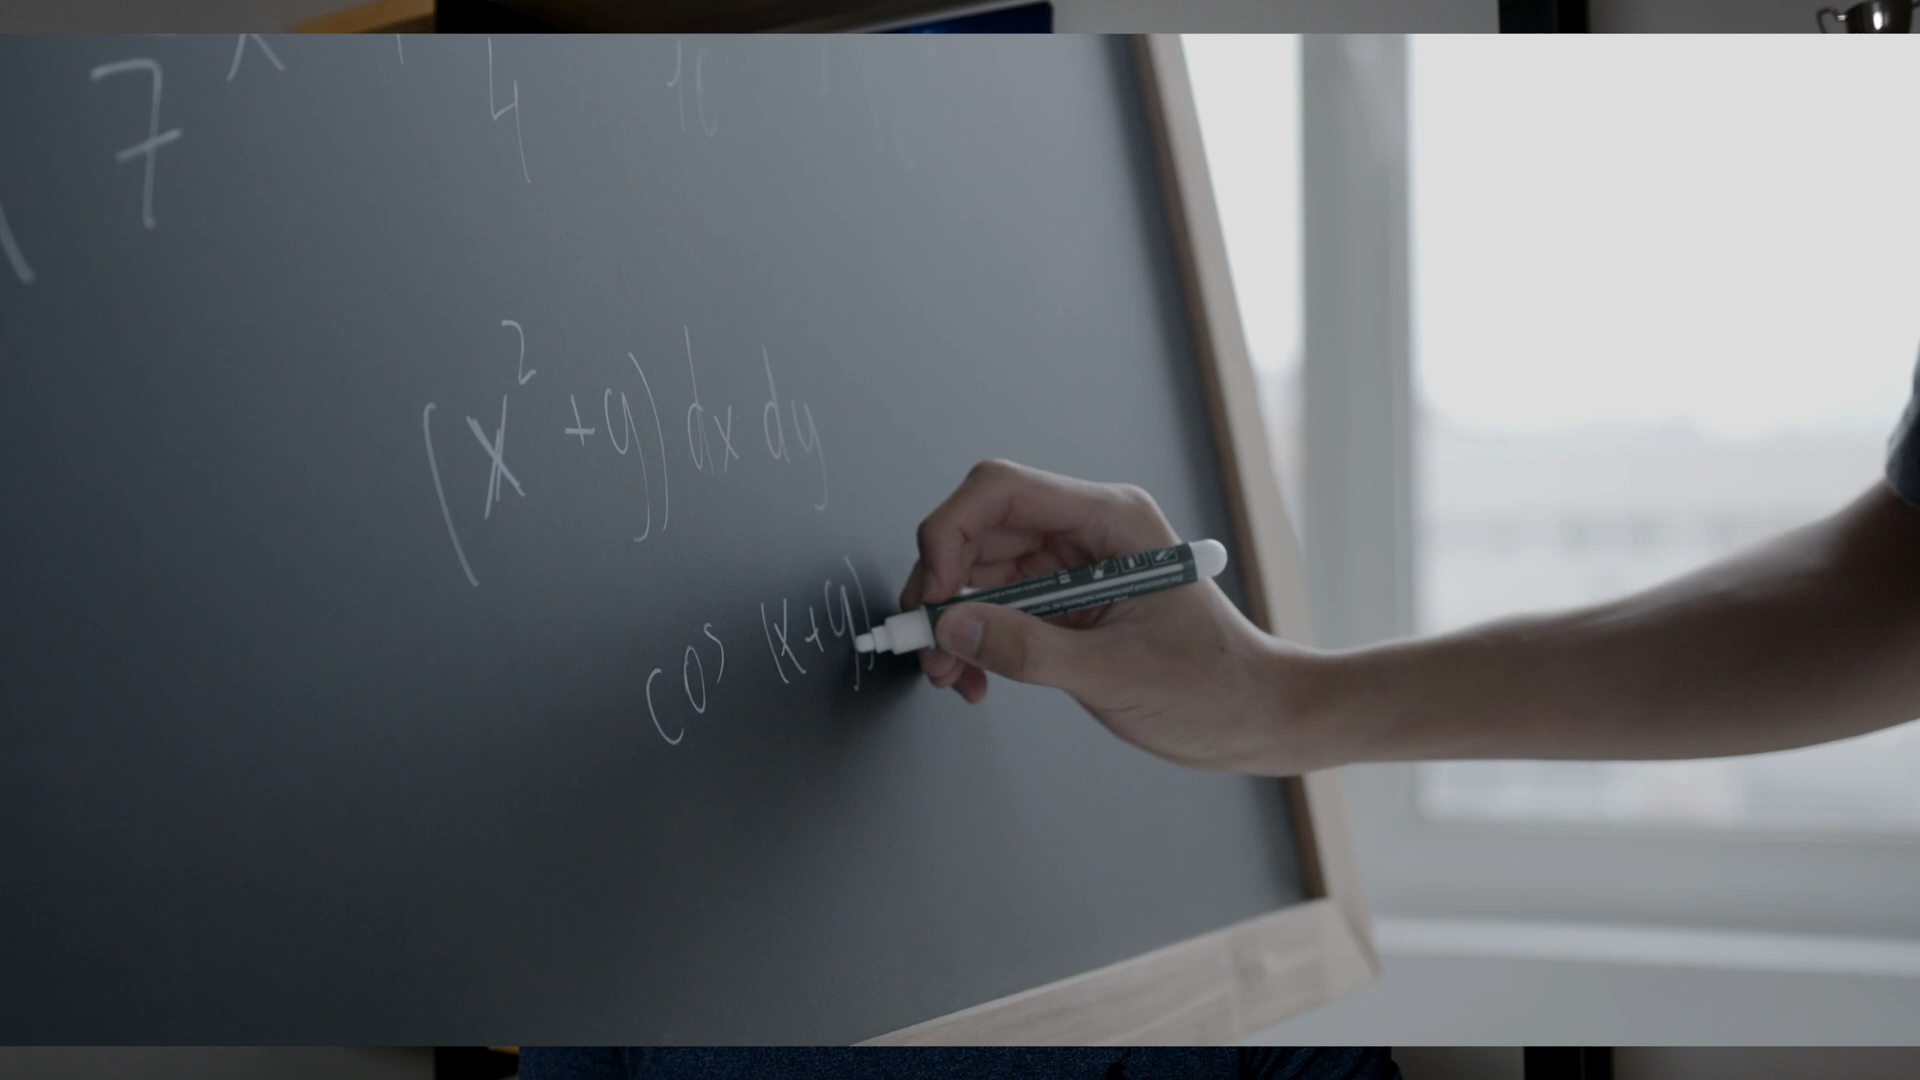 7 x 4 10
(x² + y) dx dy
cos (x+y)